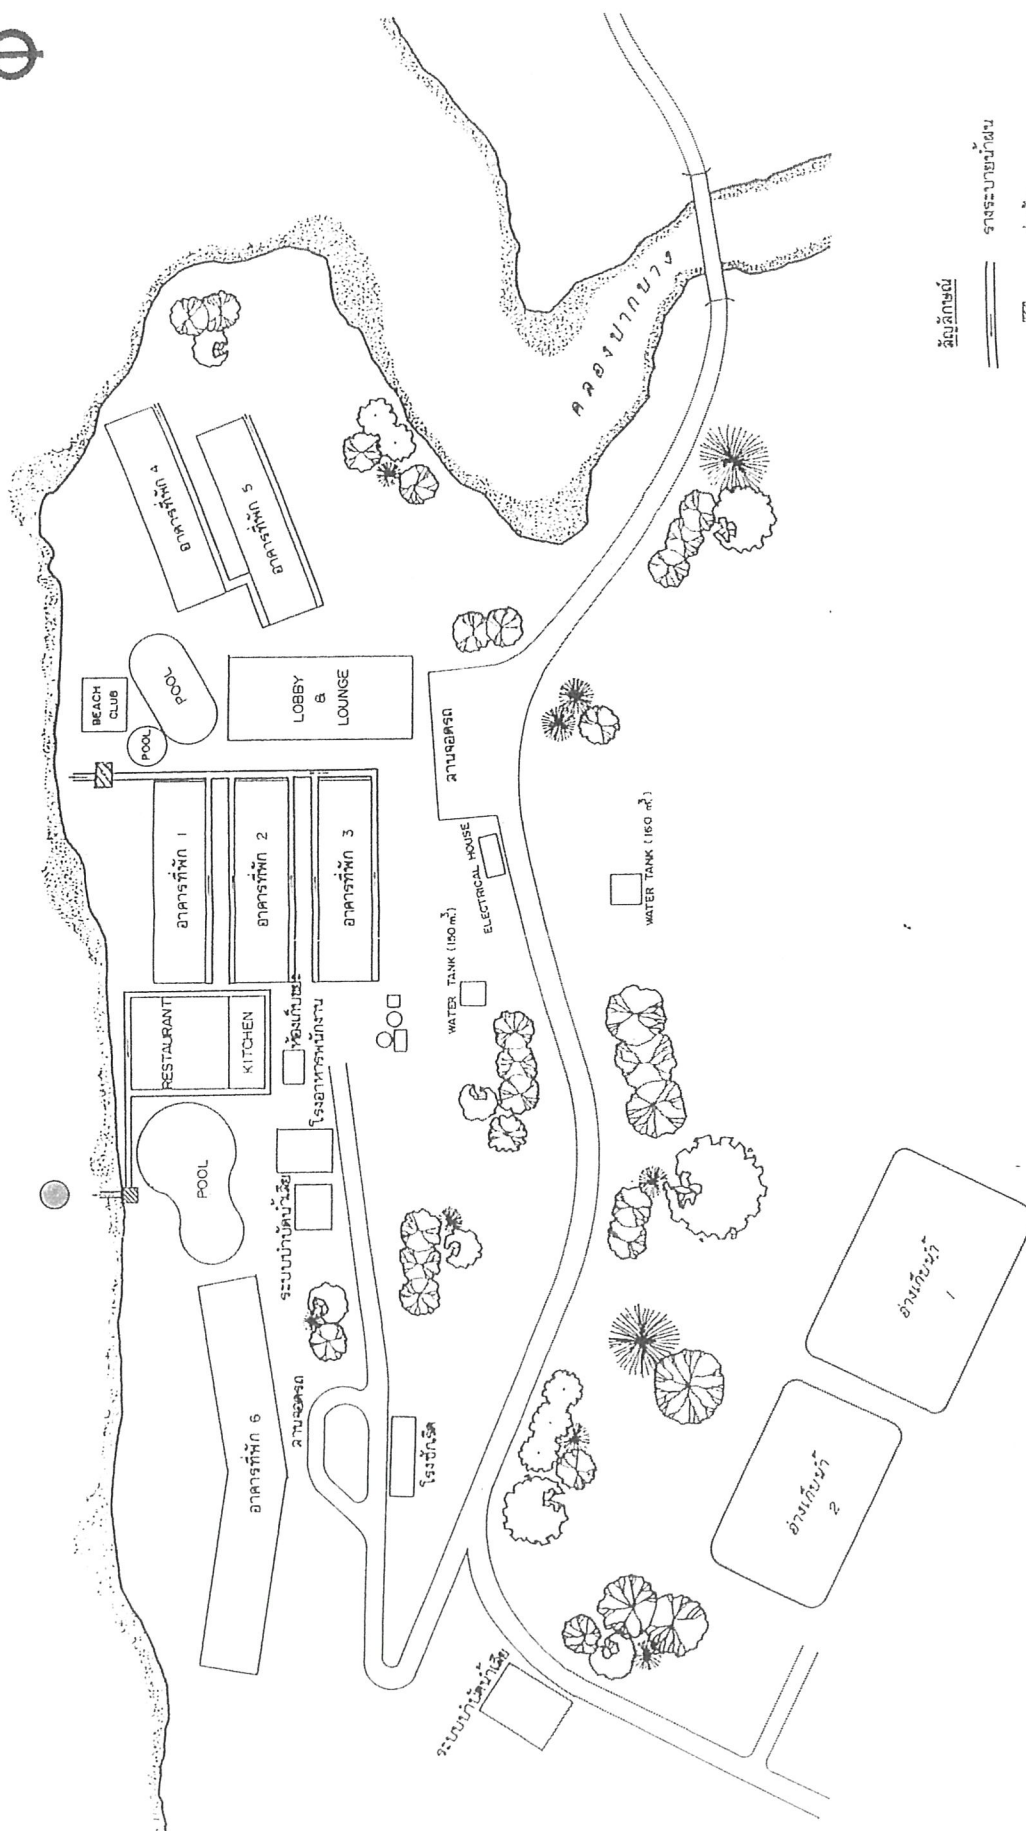 สัญลักษณ์
รางระบายน้ำฝน
คลองปากบาง
อาคารที่พัก 4
อาคารที่พัก 5
BEACH
CLUB
POOL
POOL
LOBBY
&
LOUNGE
ลานจอดรถ
อาคารที่พัก 1
อาคารที่พัก 2
อาคารที่พัก 3
ELECTRICAL HOUSE
WATER TANK (150 m³)
WATER TANK (160 m³)
RESTAURANT
KITCHEN
ห้องเก็บขยะ
โรงอาหารพนักงาน
POOL
ระบบบำบัดน้ำเสีย
อาคารที่พัก 6
ลานจอดรถ
โรงซักรีด
ระบบบำบัดน้ำเสีย
อ่างเก็บน้ำ
1
อ่างเก็บน้ำ
2